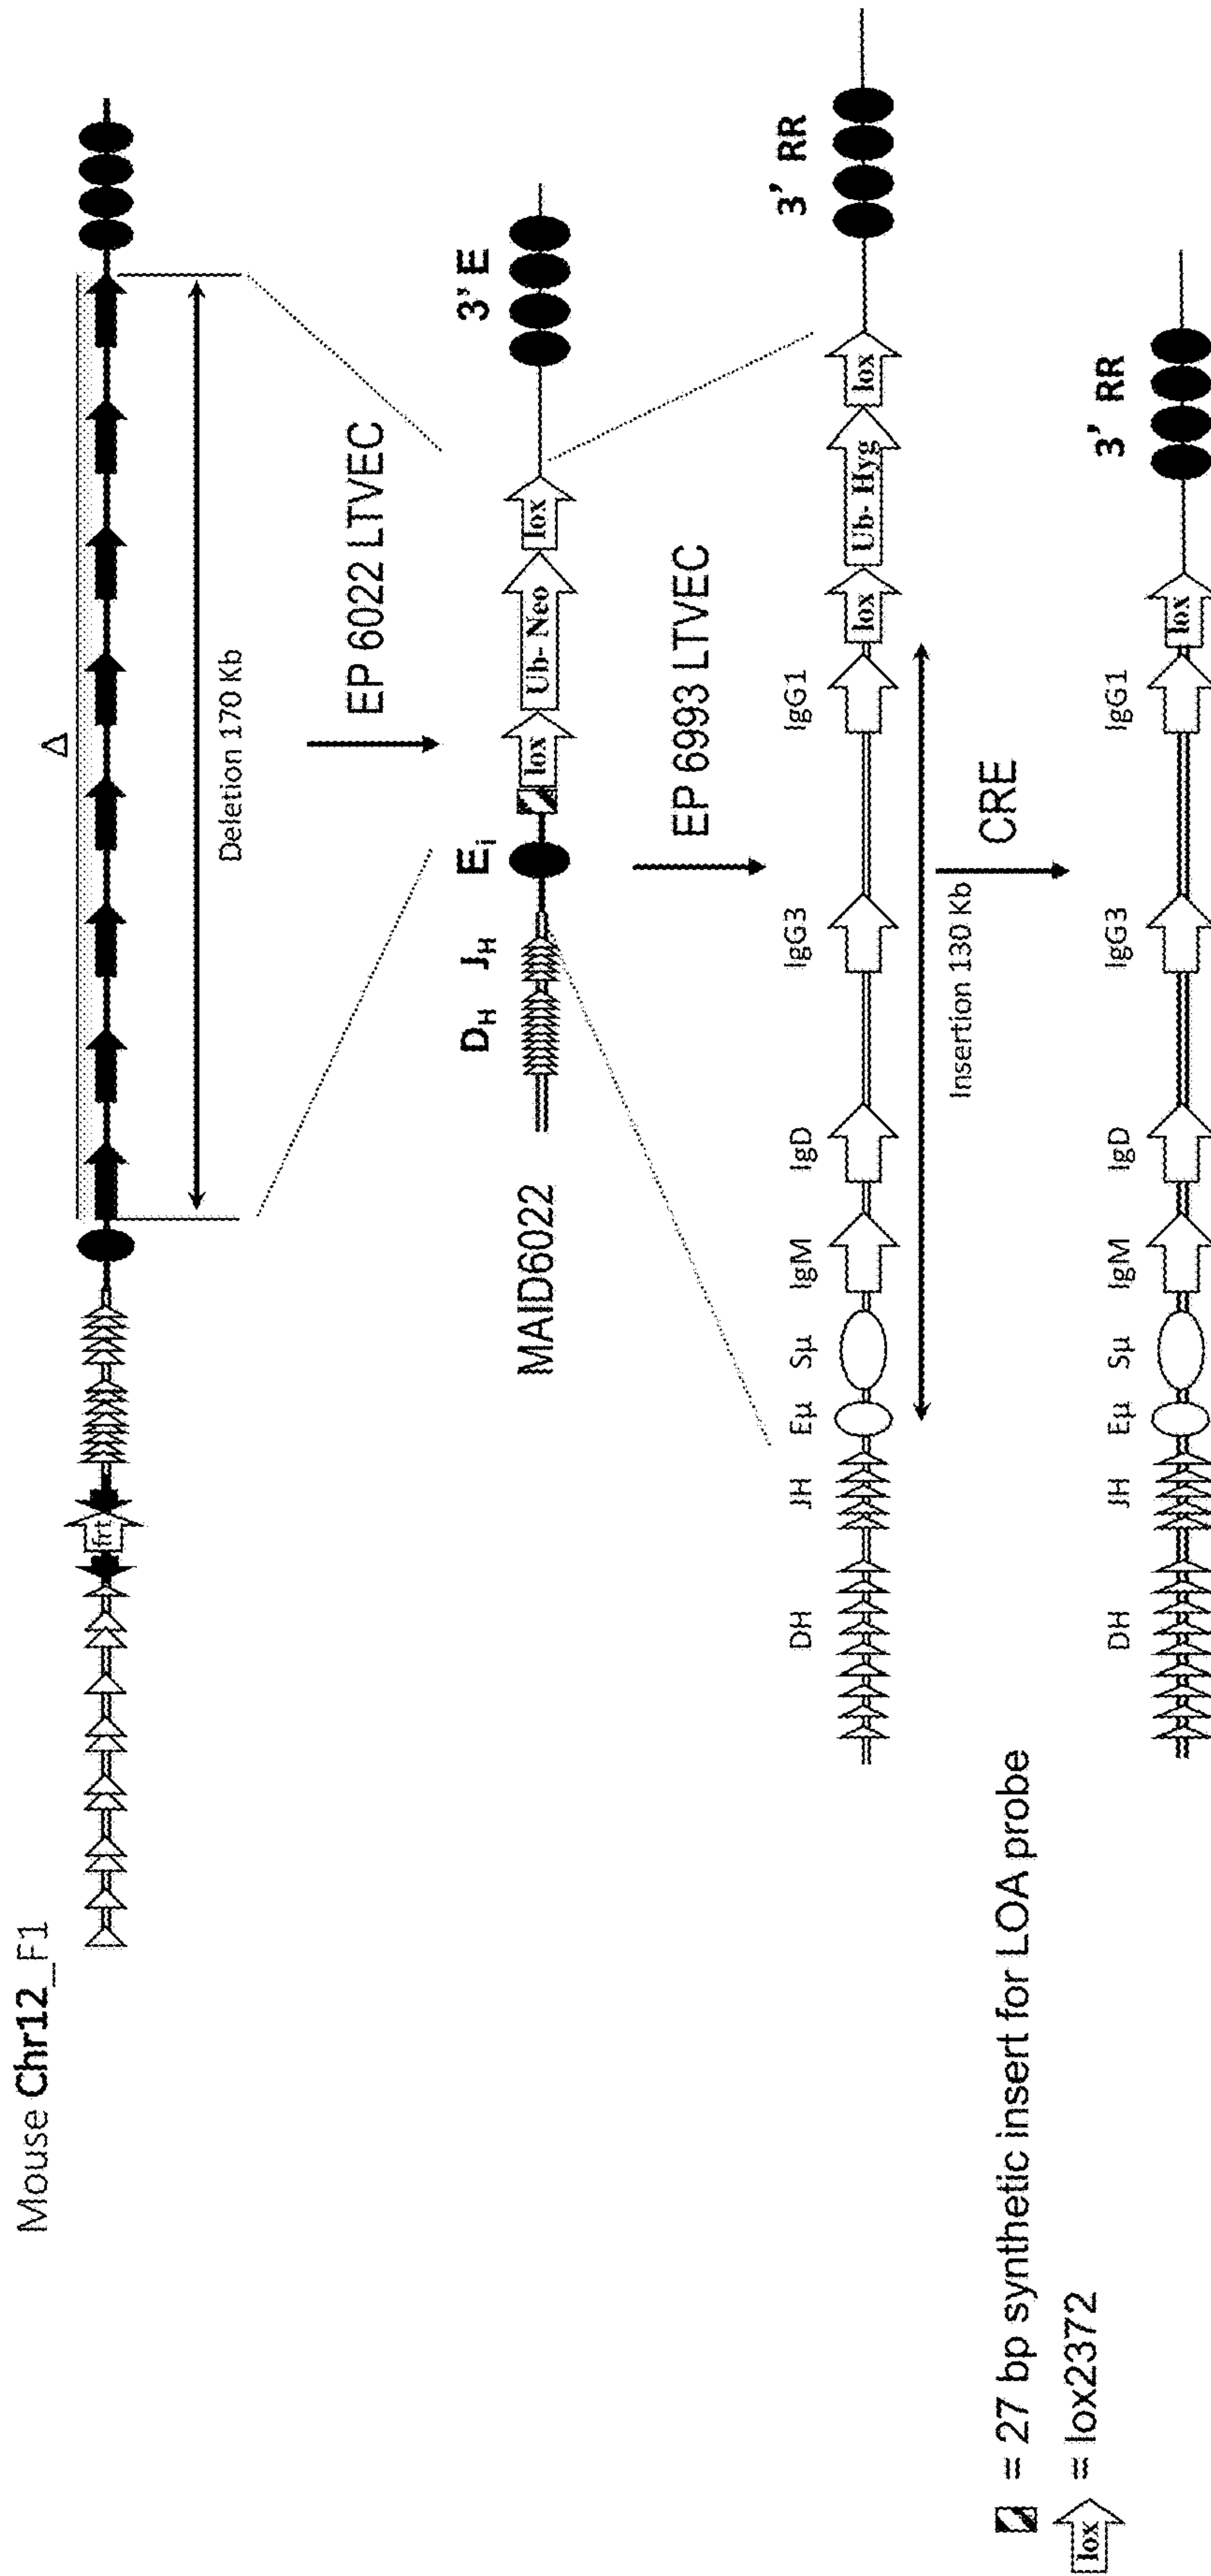 Mouse Chr12_F1
frt
Δ
Deletion 170 Kb
EP 6022 LTVEC
MAID6022
DH JH Ei 3' E
lox Ub- Neo lox
EP 6993 LTVEC
DH JH Eμ Sμ IgM IgD IgG3 IgG1 3' RR
lox Ub- Hyg lox
Insertion 130 Kb
CRE
DH JH Eμ Sμ IgM IgD IgG3 IgG1 3' RR
lox
= 27 bp synthetic insert for LOA probe
lox = lox2372